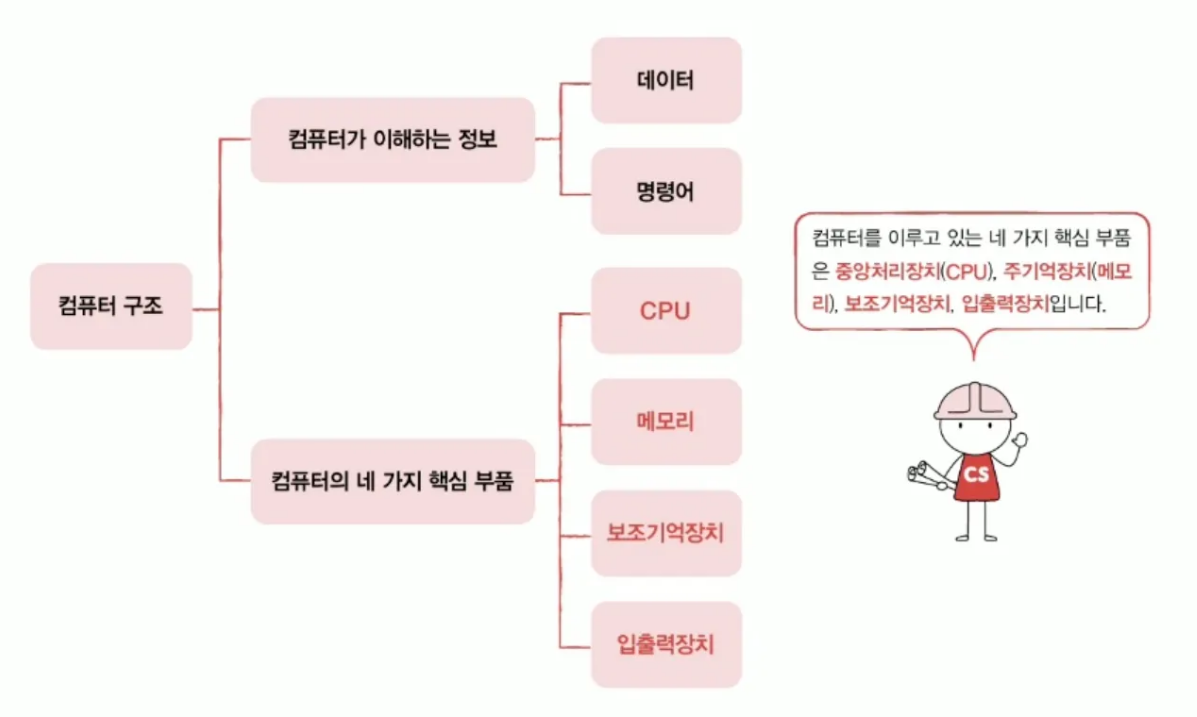 컴퓨터 구조
컴퓨터가 이해하는 정보
데이터
명령어
컴퓨터의 네 가지 핵심 부품
CPU
메모리
보조기억장치
입출력장치
컴퓨터를 이루고 있는 네 가지 핵심 부품
은 중앙처리장치(CPU), 주기억장치(메모
리), 보조기억장치, 입출력장치입니다.
CS